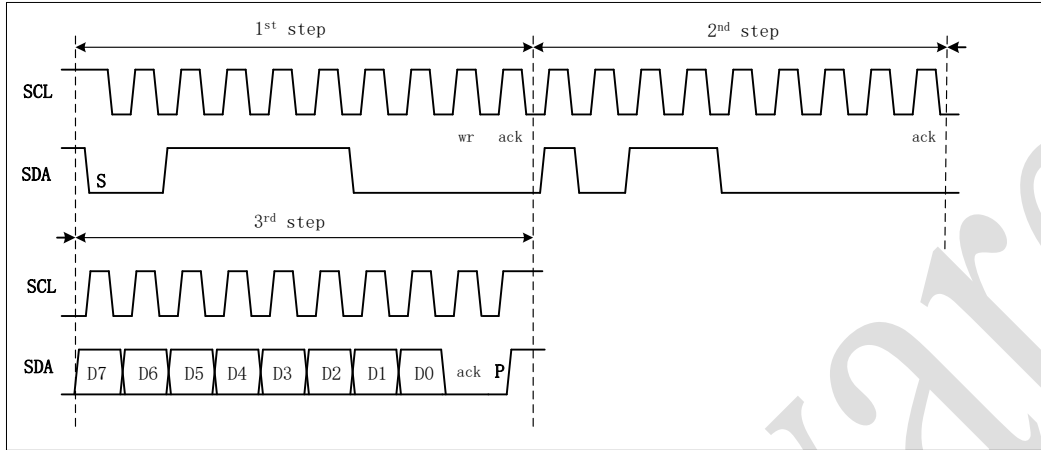 1st step 2nd step
SCL
wr ack ack
SDA S
3rd step
SCL
SDA D7 D6 D5 D4 D3 D2 D1 D0 ack P